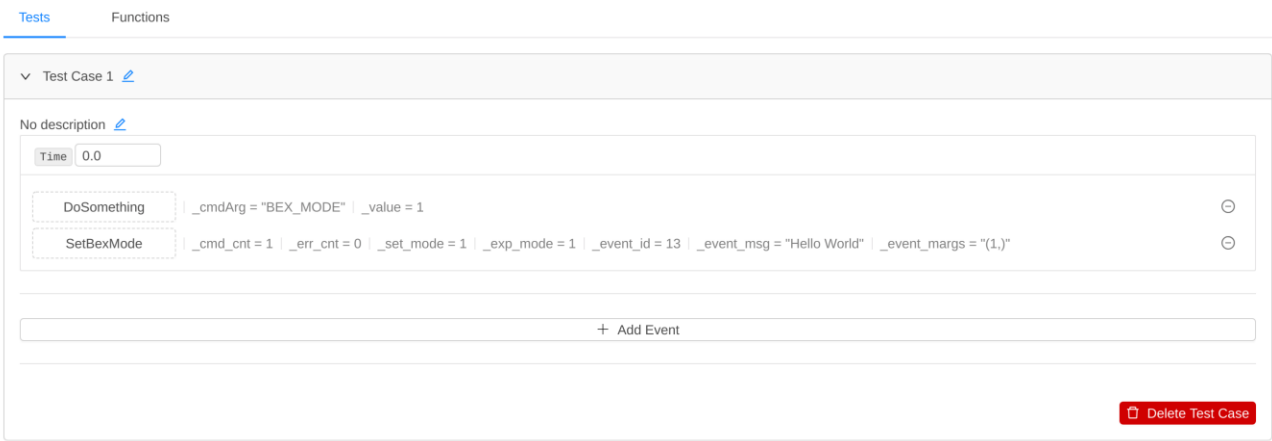 Tests Functions
Test Case 1
No description
Time 0.0
DoSomething _cmdArg = "BEX_MODE" _value = 1
SetBexMode _cmd_cnt = 1 _err_cnt = 0 _set_mode = 1 _exp_mode = 1 _event_id = 13 _event_msg = "Hello World" _event_margs = "(1,)"
+ Add Event
Delete Test Case